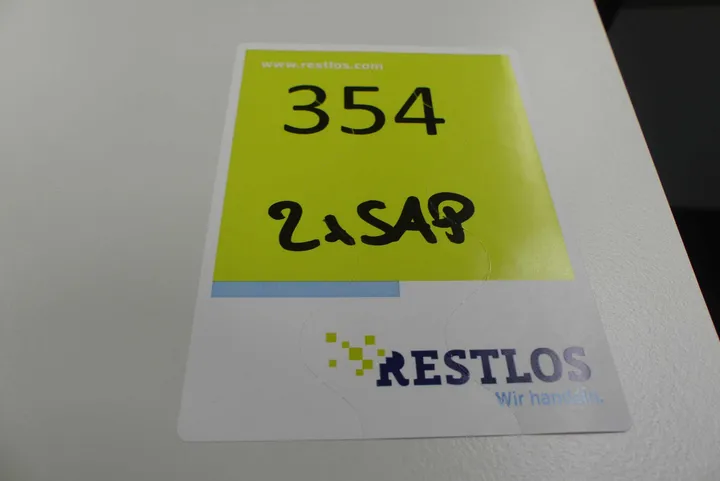 www.restlos.com
354
2xSAP
RESTLOS
Wir handeln.